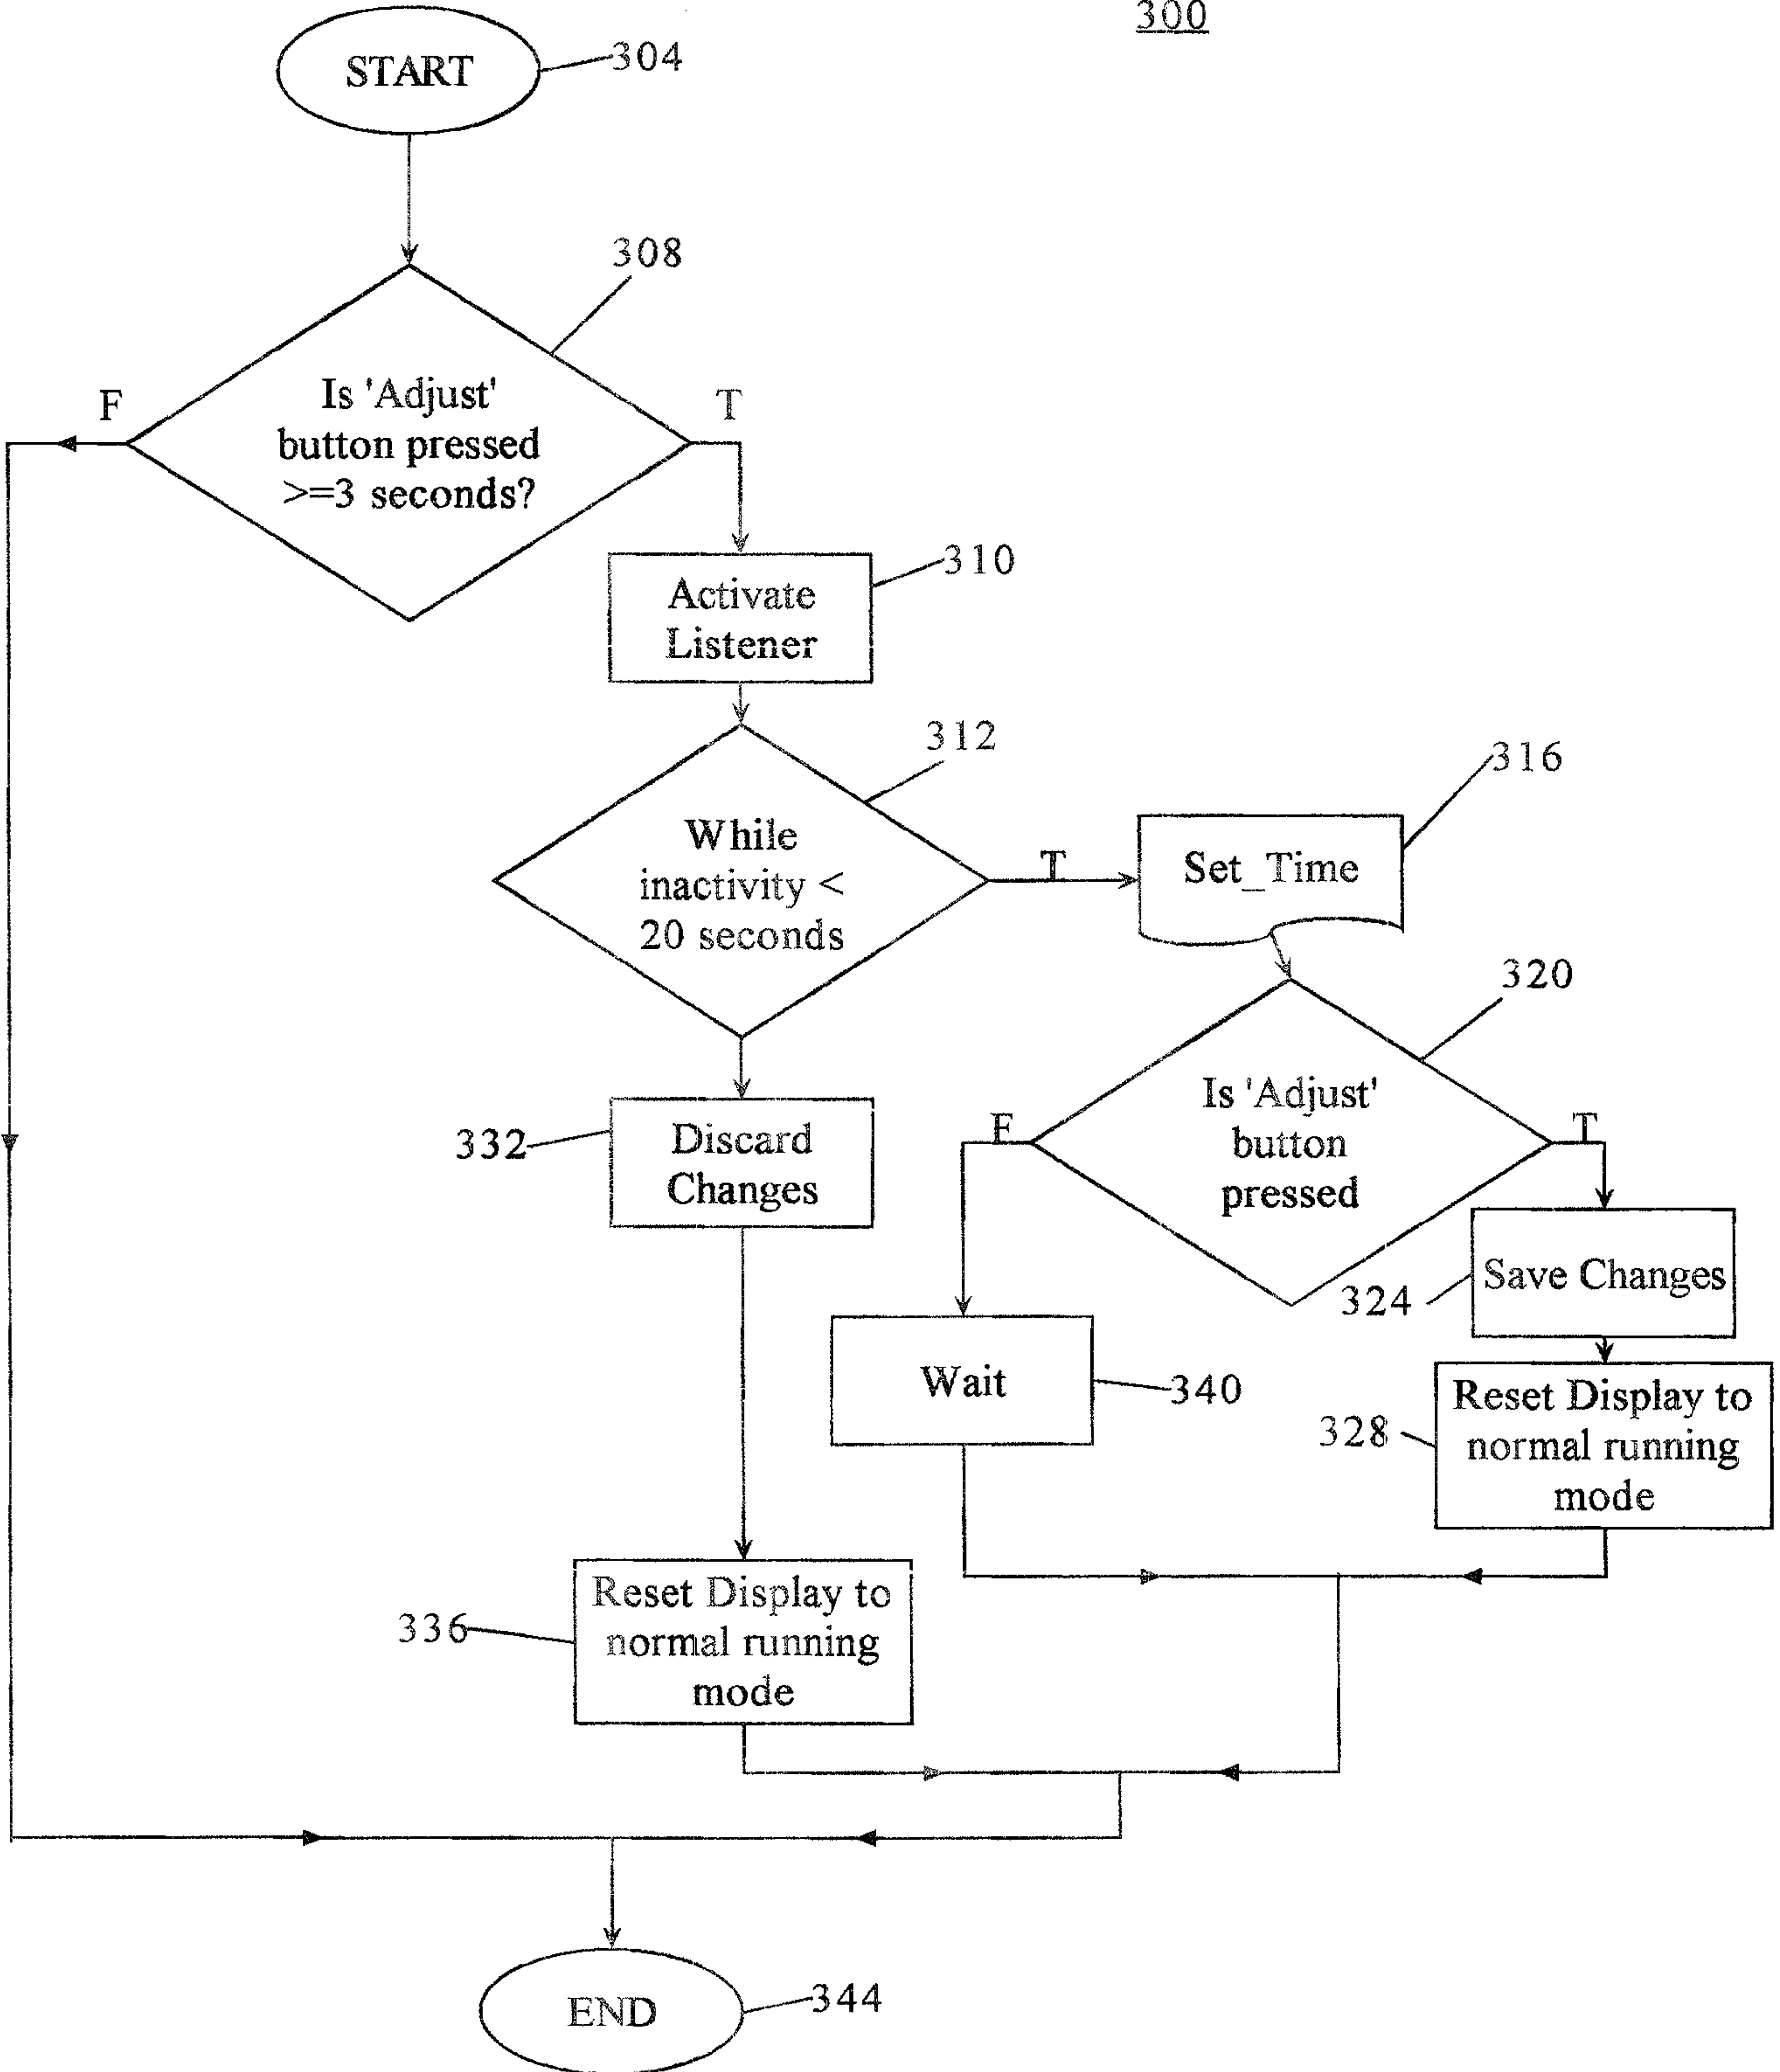 300
START
304
308
F
Is 'Adjust'
button pressed
>=3 seconds?
T
310
Activate
Listener
312
While
inactivity <
20 seconds
T
316
Set_Time
320
Is 'Adjust'
button
pressed
F
T
332
Discard
Changes
324
Save Changes
Wait
340
328
Reset Display to
normal running
mode
336
Reset Display to
normal running
mode
END
344